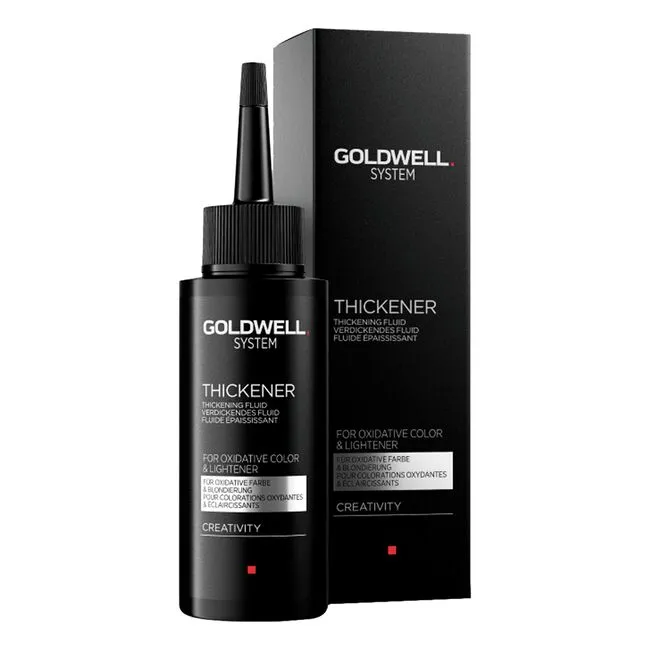 GOLDWELL.
SYSTEM
THICKENER
THICKENING FLUID
VERDICKENDES FLUID
FLUIDE ÉPAISSISSANT
FOR OXIDATIVE COLOR
& LIGHTENER
FÜR OXIDATIVE FARBE
& BLONDIERUNG
POUR COLORATIONS OXYDANTES
& ÉCLAIRCISSANTS
CREATIVITY
GOLDWELL.
SYSTEM
THICKENER
THICKENING FLUID
VERDICKENDES FLUID
FLUIDE ÉPAISSISSANT
FOR OXIDATIVE COLOR
& LIGHTENER
FÜR OXIDATIVE FARBE
& BLONDIERUNG
POUR COLORATIONS OXYDANTES
& ÉCLAIRCISSANTS
CREATIVITY